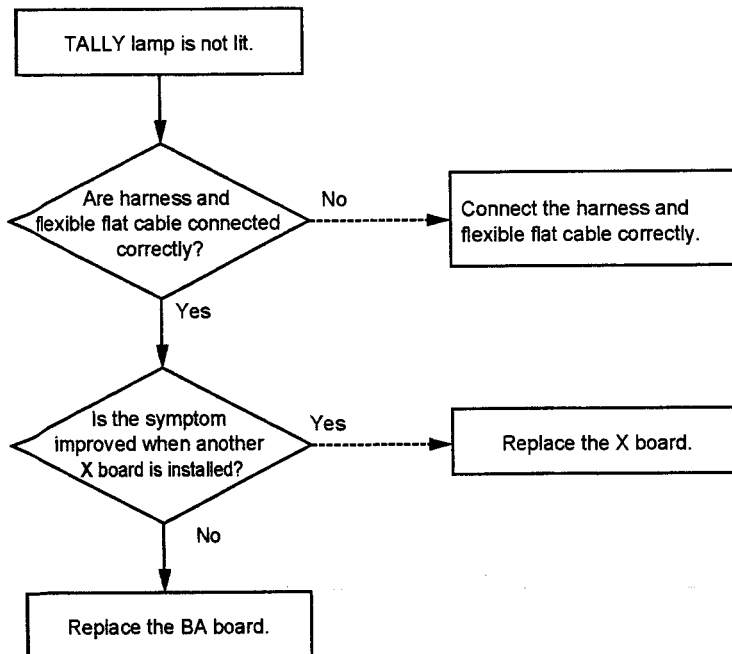 TALLY lamp is not lit.
Are harness and
flexible flat cable connected
correctly?
No
Connect the harness and
flexible flat cable correctly.
Yes
Is the symptom
improved when another
X board is installed?
Yes
Replace the X board.
No
Replace the BA board.